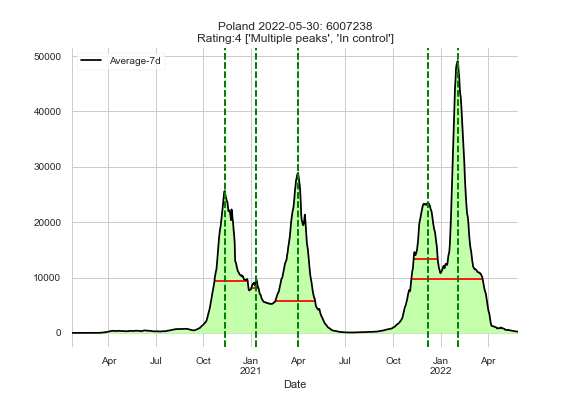 Poland 2022-05-30: 6007238
Rating:4 ['Multiple peaks', 'In control']
Average-7d
50000
40000
30000
20000
10000
0
Apr Jul Oct Jan Apr Jul Oct Jan Apr
2021 2022
Date